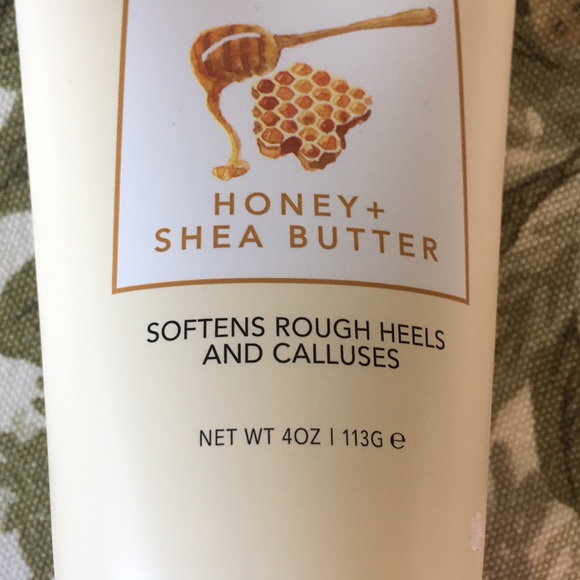 HONEY+
SHEA BUTTER
SOFTENS ROUGH HEELS
AND CALLUSES
NET WT 4OZ | 113G ℮